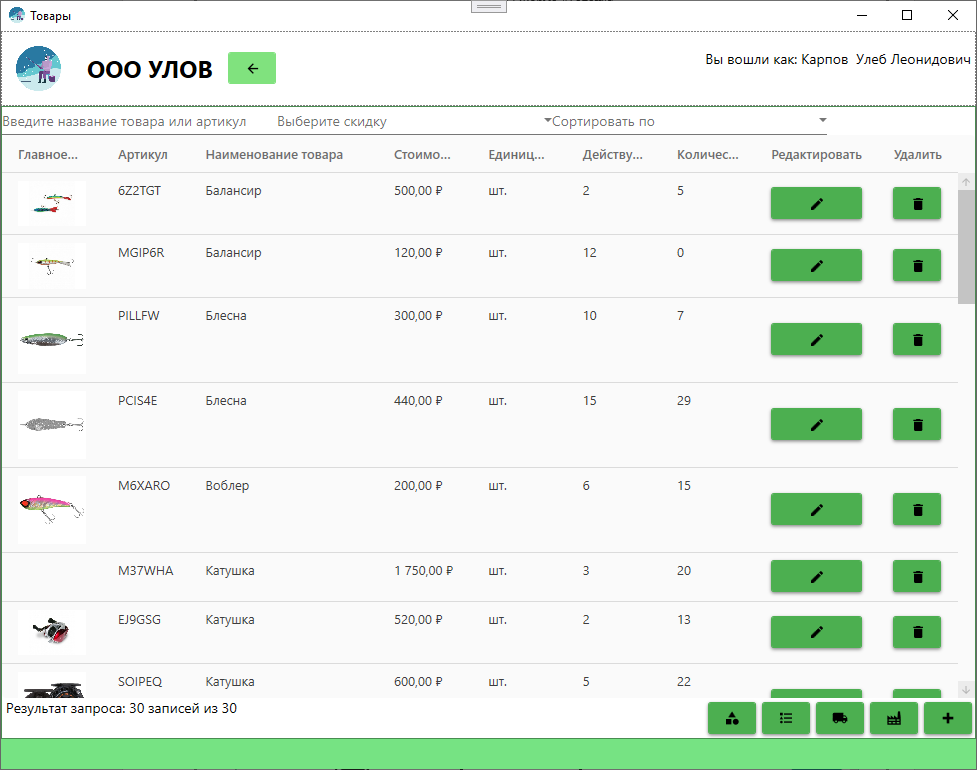 Товары
ООО УЛОВ
Вы вошли как: Карпов Улеб Леонидович
Введите название товара или артикул Выберите скидку Сортировать по
Главное... Артикул Наименование товара Стоимо... Единиц... Действу... Количес... Редактировать Удалить
6Z2TGT Балансир 500,00 ₽ шт. 2 5
MGIP6R Балансир 120,00 ₽ шт. 12 0
PILLFW Блесна 300,00 ₽ шт. 10 7
PCIS4E Блесна 440,00 ₽ шт. 15 29
M6XARO Воблер 200,00 ₽ шт. 6 15
M37WHA Катушка 1 750,00 ₽ шт. 3 20
EJ9GSG Катушка 520,00 ₽ шт. 2 13
SOIPEQ Катушка 600,00 ₽ шт. 5 22
Результат запроса: 30 записей из 30